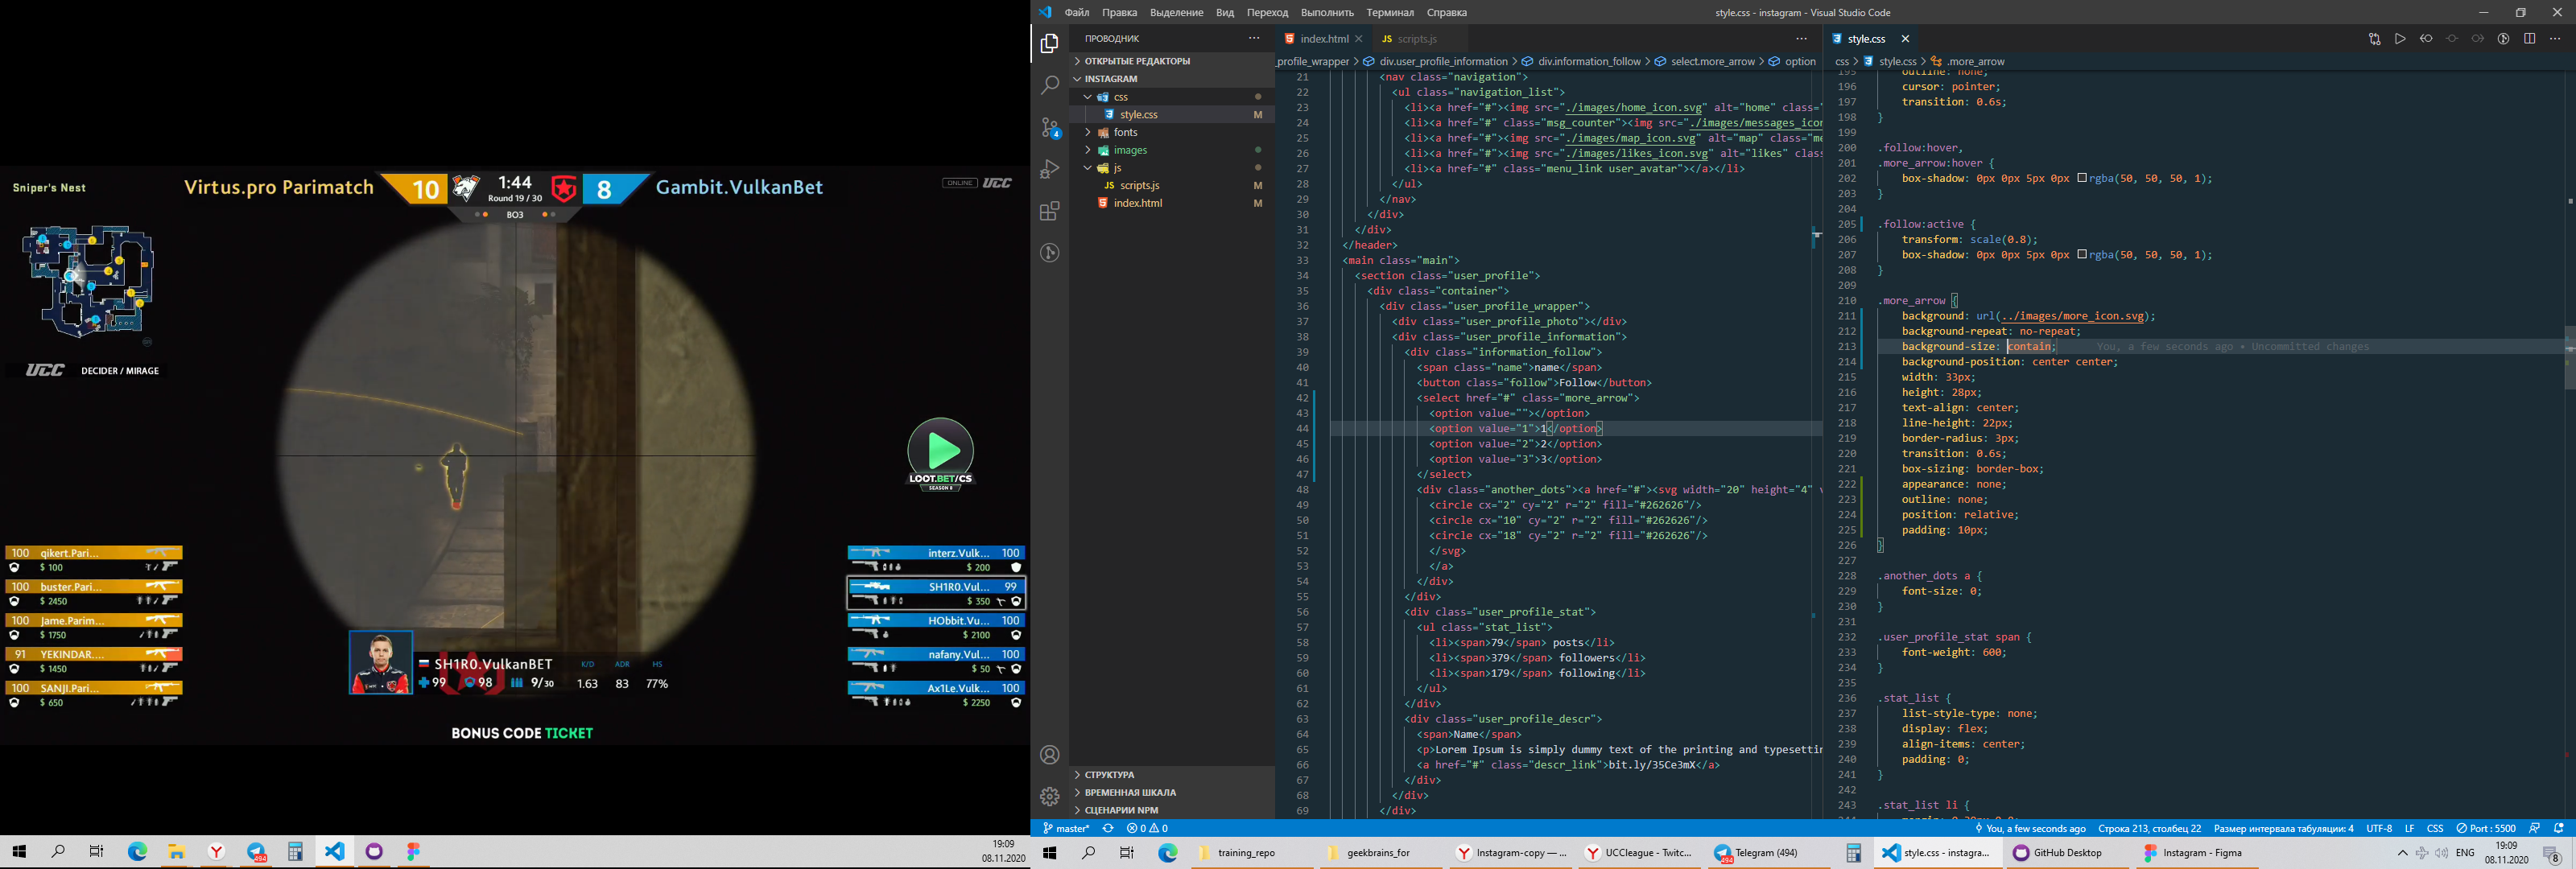 Sniper's Nest
Virtus.pro Parimatch
10
1:44
Round 19 / 30
8
Gambit.VulkanBet
ONLINE UCC
BO3
UCC DECIDER / MIRAGE
LOOT.BET/CS
SEASON 8
100 qikert.Pari...
$ 100
100 buster.Pari...
$ 2450
100 Jame.Parim...
$ 1750
91 YEKINDAR....
$ 1450
100 SANJI.Pari...
$ 650
interz.Vulk... 100
$ 200
SH1R0.Vul... 99
$ 350
HObbit.Vu... 100
$ 2100
nafany.Vul... 100
$ 50
Ax1Le.Vulk... 100
$ 2250
SH1R0.VulkanBET K/D ADR HS
99 98 9/30 1.63 83 77%
BONUS CODE TICKET
19:09
08.11.2020
Файл Правка Выделение Вид Переход Выполнить Терминал Справка
style.css - instagram - Visual Studio Code
ПРОВОДНИК
ОТКРЫТЫЕ РЕДАКТОРЫ
INSTAGRAM
css
style.css M
fonts
images
js
JS scripts.js M
index.html M
СТРУКТУРА
ВРЕМЕННАЯ ШКАЛА
СЦЕНАРИИ NPM
index.html
JS scripts.js
_profile_wrapper > div.user_profile_information > div.information_follow > select.more_arrow > option
21 <nav class="navigation">
22 <ul class="navigation_list">
23 <li><a href="#"><img src="./images/home_icon.svg" alt="home" class="
24 <li><a href="#" class="msg_counter"><img src="./images/messages_icon
25 <li><a href="#"><img src="./images/map_icon.svg" alt="map" class="me
26 <li><a href="#"><img src="./images/likes_icon.svg" alt="likes" clas
27 <li><a href="#" class="menu_link user_avatar"></a></li>
28 </ul>
29 </nav>
30 </div>
31 </div>
32 </header>
33 <main class="main">
34 <section class="user_profile">
35 <div class="container">
36 <div class="user_profile_wrapper">
37 <div class="user_profile_photo"></div>
38 <div class="user_profile_information">
39 <div class="information_follow">
40 <span class="name">name</span>
41 <button class="follow">Follow</button>
42 <select href="#" class="more_arrow">
43 <option value=""></option>
44 <option value="1">1</option>
45 <option value="2">2</option>
46 <option value="3">3</option>
47 </select>
48 <div class="another_dots"><a href="#"><svg width="20" height="4" v
49 <circle cx="2" cy="2" r="2" fill="#262626"/>
50 <circle cx="10" cy="2" r="2" fill="#262626"/>
51 <circle cx="18" cy="2" r="2" fill="#262626"/>
52 </svg>
53 </a>
54 </div>
55 </div>
56 <div class="user_profile_stat">
57 <ul class="stat_list">
58 <li><span>79</span> posts</li>
59 <li><span>379</span> followers</li>
60 <li><span>179</span> following</li>
61 </ul>
62 </div>
63 <div class="user_profile_descr">
64 <span>Name</span>
65 <p>Lorem Ipsum is simply dummy text of the printing and typesettin
66 <a href="#" class="descr_link">bit.ly/35Ce3mX</a>
67 </div>
68 </div>
69 </div>
style.css
css > style.css > .more_arrow
195 outline: none;
196 cursor: pointer;
197 transition: 0.6s;
198 }
199
200 .follow:hover,
201 .more_arrow:hover {
202 box-shadow: 0px 0px 5px 0px rgba(50, 50, 50, 1);
203 }
204
205 .follow:active {
206 transform: scale(0.8);
207 box-shadow: 0px 0px 5px 0px rgba(50, 50, 50, 1);
208 }
209
210 .more_arrow {
211 background: url(../images/more_icon.svg);
212 background-repeat: no-repeat;
213 background-size: contain; You, a few seconds ago • Uncommitted changes
214 background-position: center center;
215 width: 33px;
216 height: 28px;
217 text-align: center;
218 line-height: 22px;
219 border-radius: 3px;
220 transition: 0.6s;
221 box-sizing: border-box;
222 appearance: none;
223 outline: none;
224 position: relative;
225 padding: 10px;
226 }
227
228 .another_dots a {
229 font-size: 0;
230 }
231
232 .user_profile_stat span {
233 font-weight: 600;
234 }
235
236 .stat_list {
237 list-style-type: none;
238 display: flex;
239 align-items: center;
240 padding: 0;
241 }
242
243 .stat_list li {
master* 0 0
You, a few seconds ago Строка 213, столбец 22 Размер интервала табуляции: 4 UTF-8 LF CSS Port : 5500
training_repo
geekbrains_for
Instagram-copy — ...
UCCleague - Twitc...
Telegram (494)
style.css - instagra...
GitHub Desktop
Instagram - Figma
ENG
19:09
08.11.2020
8